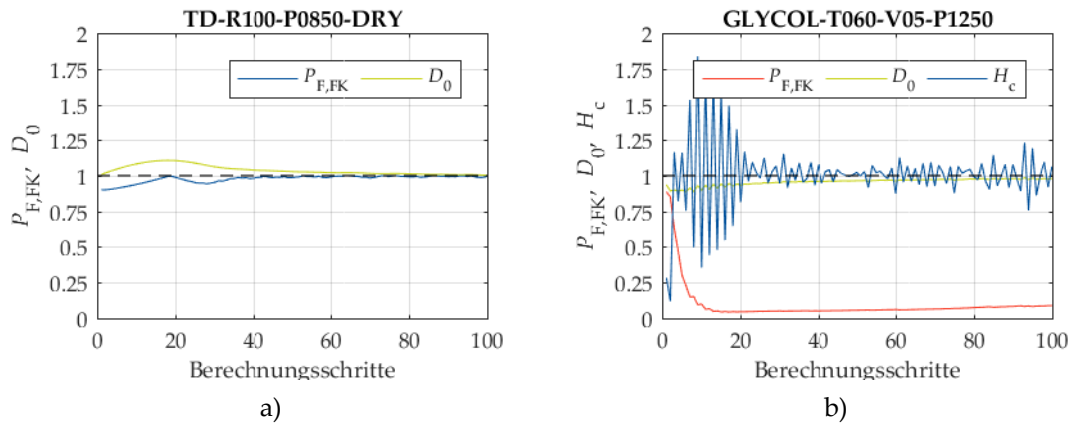 TD-R100-P0850-DRY
P_F,FK D_0
P_F,FK, D_0
2
1.75
1.5
1.25
1
0.75
0.5
0.25
0
0 20 40 60 80 100
Berechnungsschritte
a)
GLYCOL-T060-V05-P1250
P_F,FK D_0 H_c
P_F,FK, D_0, H_c
2
1.75
1.5
1.25
1
0.75
0.5
0.25
0
0 20 40 60 80 100
Berechnungsschritte
b)